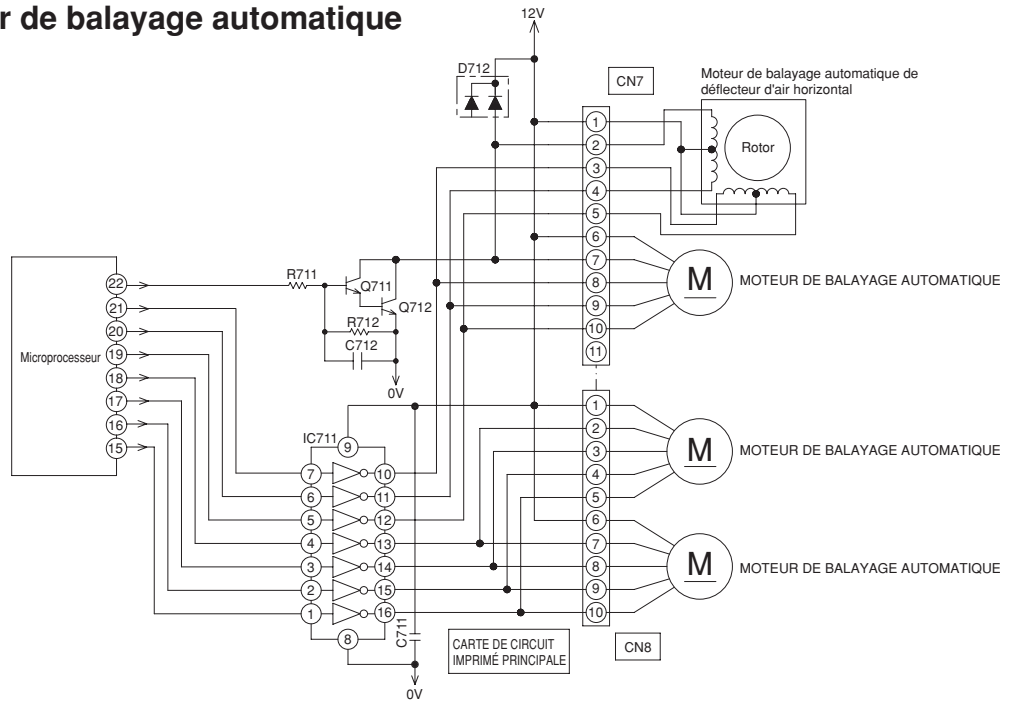 r de balayage automatique
12V
D712
CN7
Moteur de balayage automatique de
déflecteur d'air horizontal
Rotor
1
2
3
4
5
6
7
8
9
10
11
M
MOTEUR DE BALAYAGE AUTOMATIQUE
Microprocesseur
22
21
20
19
18
17
16
15
R711
Q711
Q712
R712
C712
0V
IC711
9
7
6
5
4
3
2
1
10
11
12
13
14
15
16
8
C711
0V
1
2
3
4
5
6
7
8
9
10
M
MOTEUR DE BALAYAGE AUTOMATIQUE
M
MOTEUR DE BALAYAGE AUTOMATIQUE
CARTE DE CIRCUIT
IMPRIMÉ PRINCIPALE
CN8